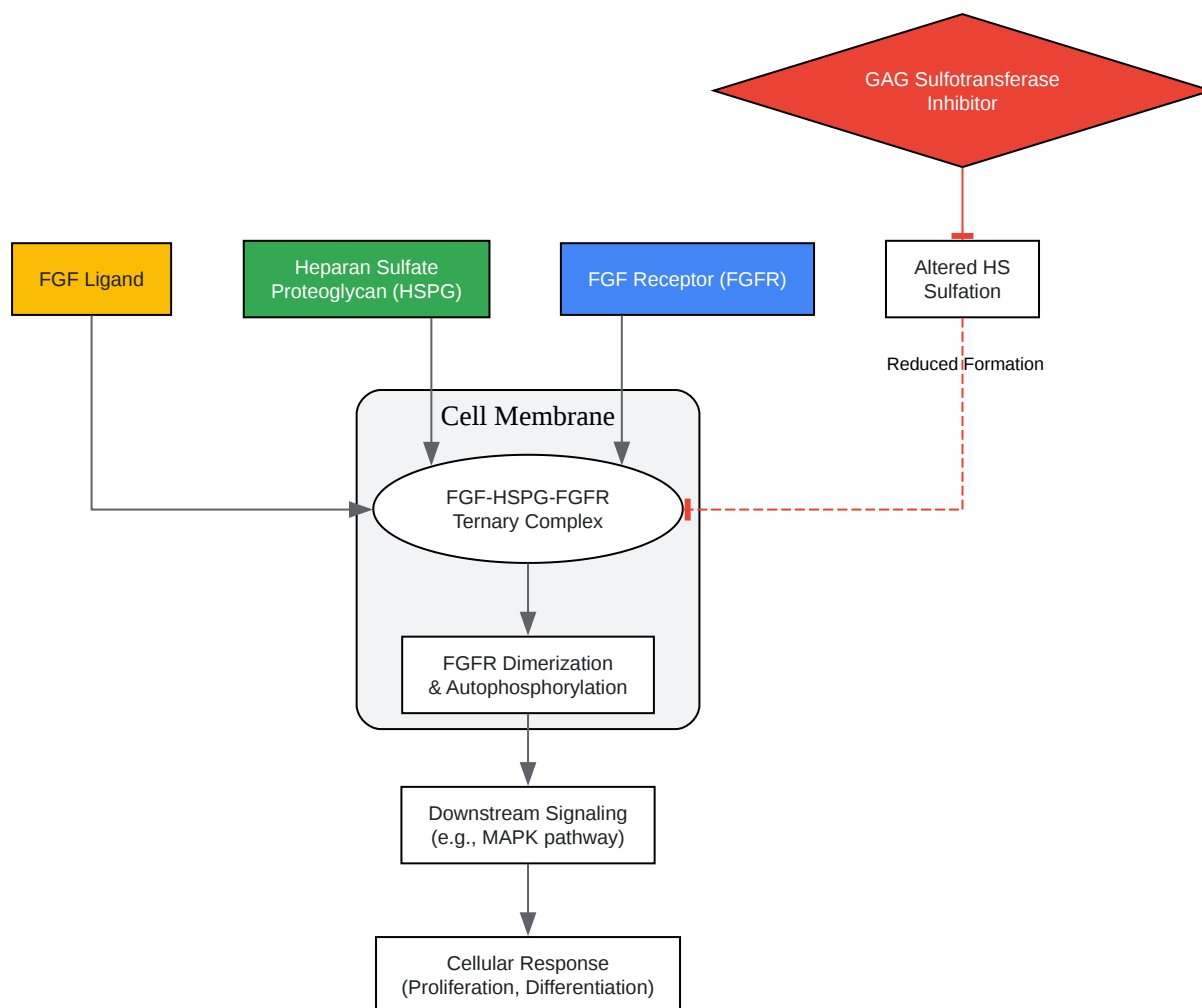 GAG Sulfotransferase
Inhibitor
FGF Ligand
Heparan Sulfate
Proteoglycan (HSPG)
FGF Receptor (FGFR)
Altered HS
Sulfation
Reduced Formation
Cell Membrane
FGF-HSPG-FGFR
Ternary Complex
FGFR Dimerization
& Autophosphorylation
Downstream Signaling
(e.g., MAPK pathway)
Cellular Response
(Proliferation, Differentiation)